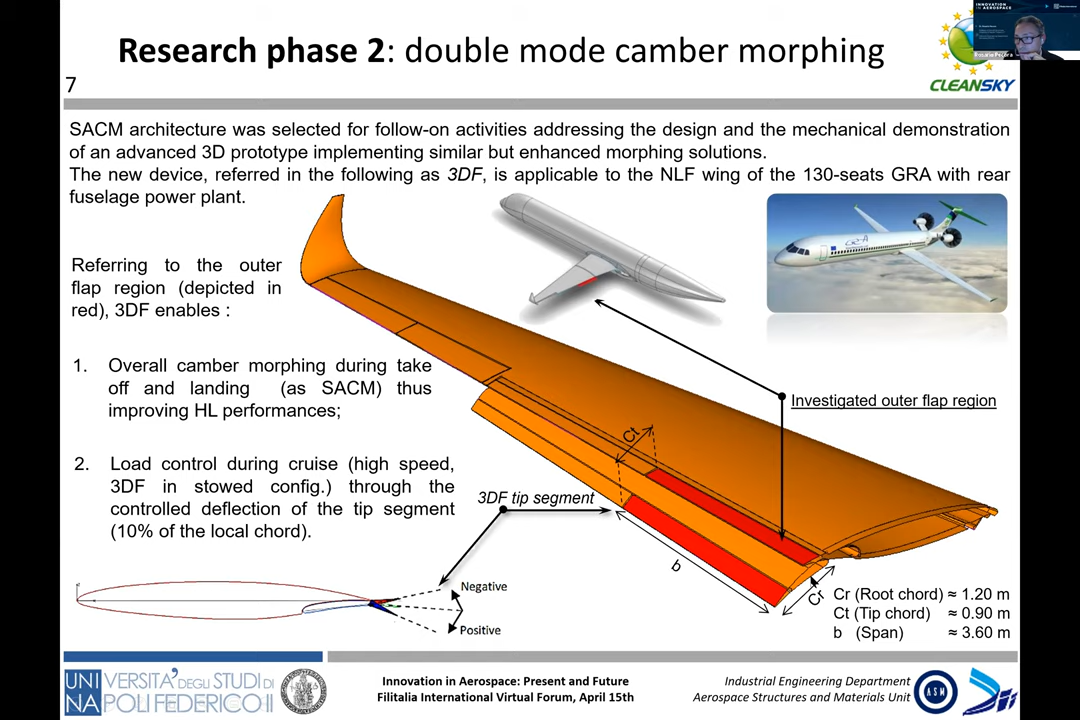 Research phase 2: double mode camber morphing
INNOVATION
IN AEROSPACE
CLEANSKY
7
SACM architecture was selected for follow-on activities addressing the design and the mechanical demonstration
of an advanced 3D prototype implementing similar but enhanced morphing solutions.
The new device, referred in the following as 3DF, is applicable to the NLF wing of the 130-seats GRA with rear
fuselage power plant.
Referring to the outer
flap region (depicted in
red), 3DF enables :
1. Overall camber morphing during take
off and landing (as SACM) thus
improving HL performances;
2. Load control during cruise (high speed,
3DF in stowed config.) through the
controlled deflection of the tip segment
(10% of the local chord).
Investigated outer flap region
Ct
3DF tip segment
b
Cr
Negative
Positive
Cr (Root chord) ≈ 1.20 m
Ct (Tip chord) ≈ 0.90 m
b (Span) ≈ 3.60 m
UNIVERSITA' DEGLI STUDI DI
NAPOLI FEDERICO II
Innovation in Aerospace: Present and Future
Filitalia International Virtual Forum, April 15th
Industrial Engineering Department
Aerospace Structures and Materials Unit
ASM